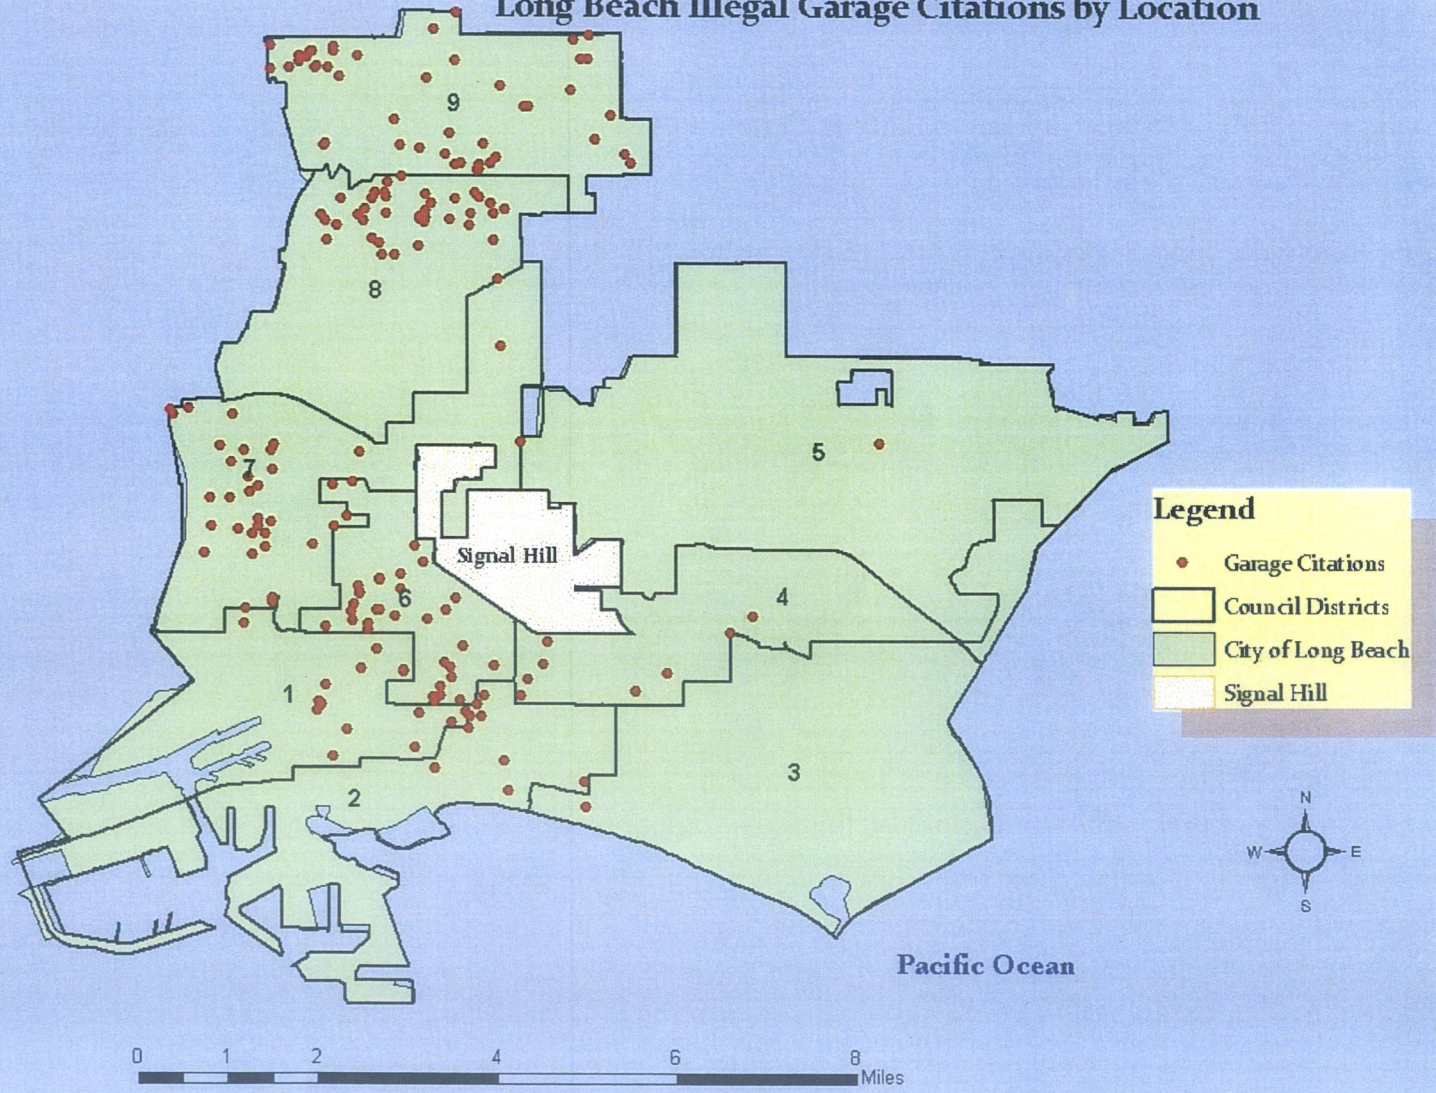 Long Beach Illegal Garage Citations by Location
9
8
7
5
Signal Hill
6
4
1
3
2
Legend
Garage Citations
Council Districts
City of Long Beach
Signal Hill
N
W E
S
Pacific Ocean
0 1 2 4 6 8
Miles